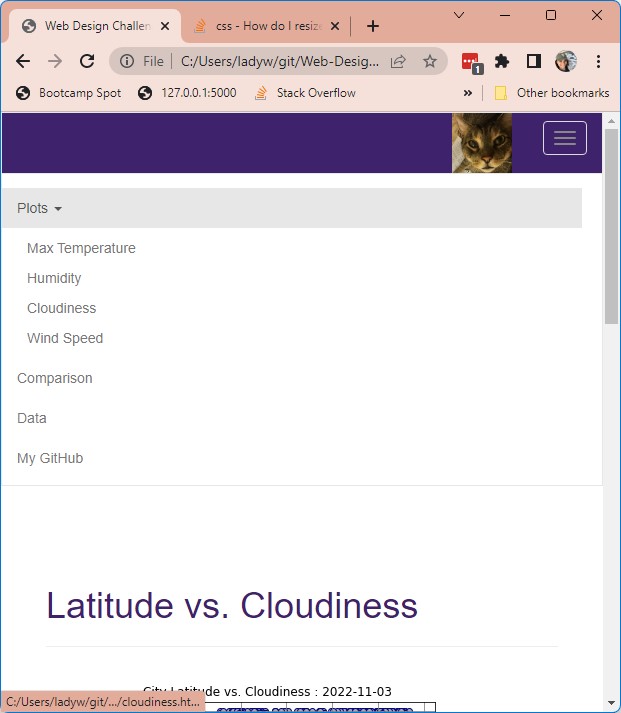 Web Design Challen
css - How do I resize
File
C:/Users/ladyw/git/Web-Desig...
1
Bootcamp Spot
127.0.0.1:5000
Stack Overflow
»
Other bookmarks
Plots
Max Temperature
Humidity
Cloudiness
Wind Speed
Comparison
Data
My GitHub
Latitude vs. Cloudiness
City Latitude vs. Cloudiness : 2022-11-03
C:/Users/ladyw/git/.../cloudiness.ht...